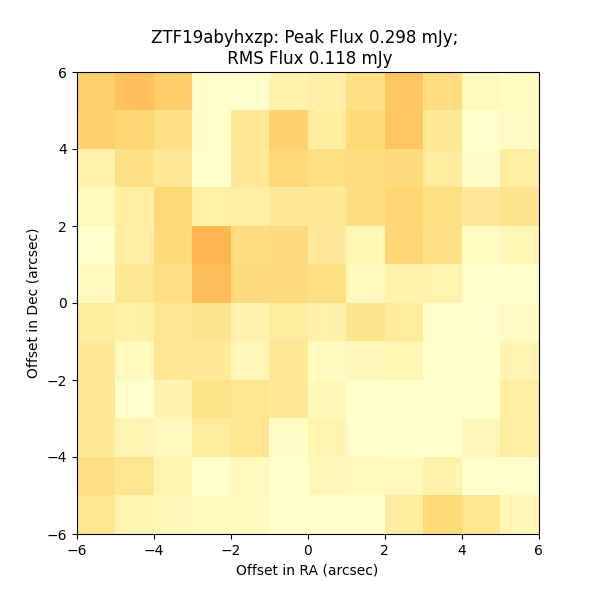 ZTF19abyhxzp: Peak Flux 0.298 mJy;
RMS Flux 0.118 mJy
6
4
2
0
−2
−4
−6
Offset in Dec (arcsec)
−6 −4 −2 0 2 4 6
Offset in RA (arcsec)